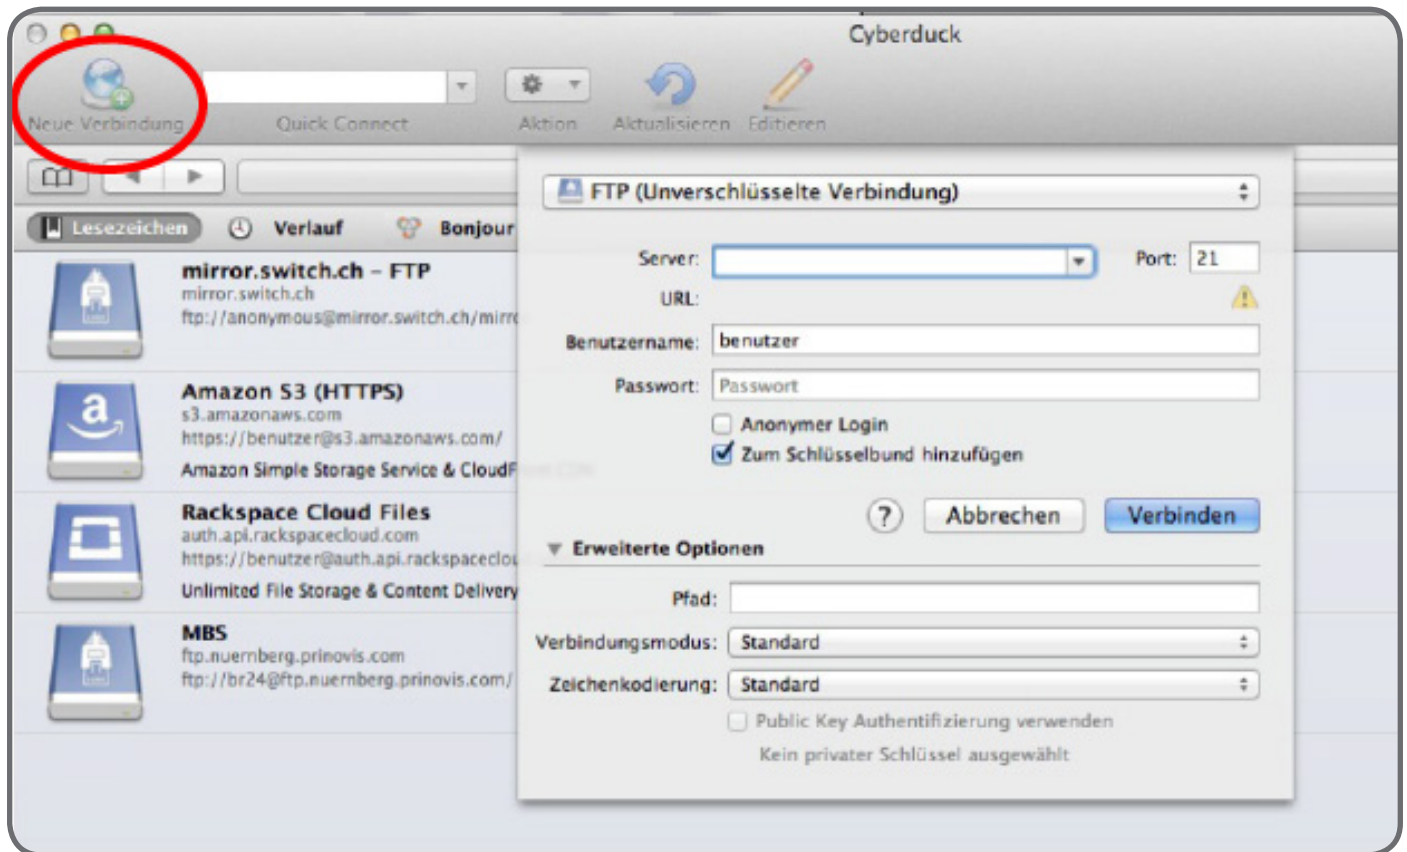 Cyberduck
Neue Verbindung
Quick Connect
Aktion
Aktualisieren
Editieren
Lesezeichen
Verlauf
Bonjour
mirror.switch.ch – FTP
mirror.switch.ch
ftp://anonymous@mirror.switch.ch/mirro
Amazon S3 (HTTPS)
s3.amazonaws.com
https://benutzer@s3.amazonaws.com/
Amazon Simple Storage Service & CloudF
Rackspace Cloud Files
auth.api.rackspacecloud.com
https://benutzer@auth.api.rackspaceclou
Unlimited File Storage & Content Delivery
MBS
ftp.nuernberg.prinovis.com
ftp://br24@ftp.nuernberg.prinovis.com/
FTP (Unverschlüsselte Verbindung)
Server:
Port: 21
URL:
Benutzername: benutzer
Passwort: Passwort
Anonymer Login
Zum Schlüsselbund hinzufügen
? Abbrechen Verbinden
Erweiterte Optionen
Pfad:
Verbindungsmodus: Standard
Zeichenkodierung: Standard
Public Key Authentifizierung verwenden
Kein privater Schlüssel ausgewählt